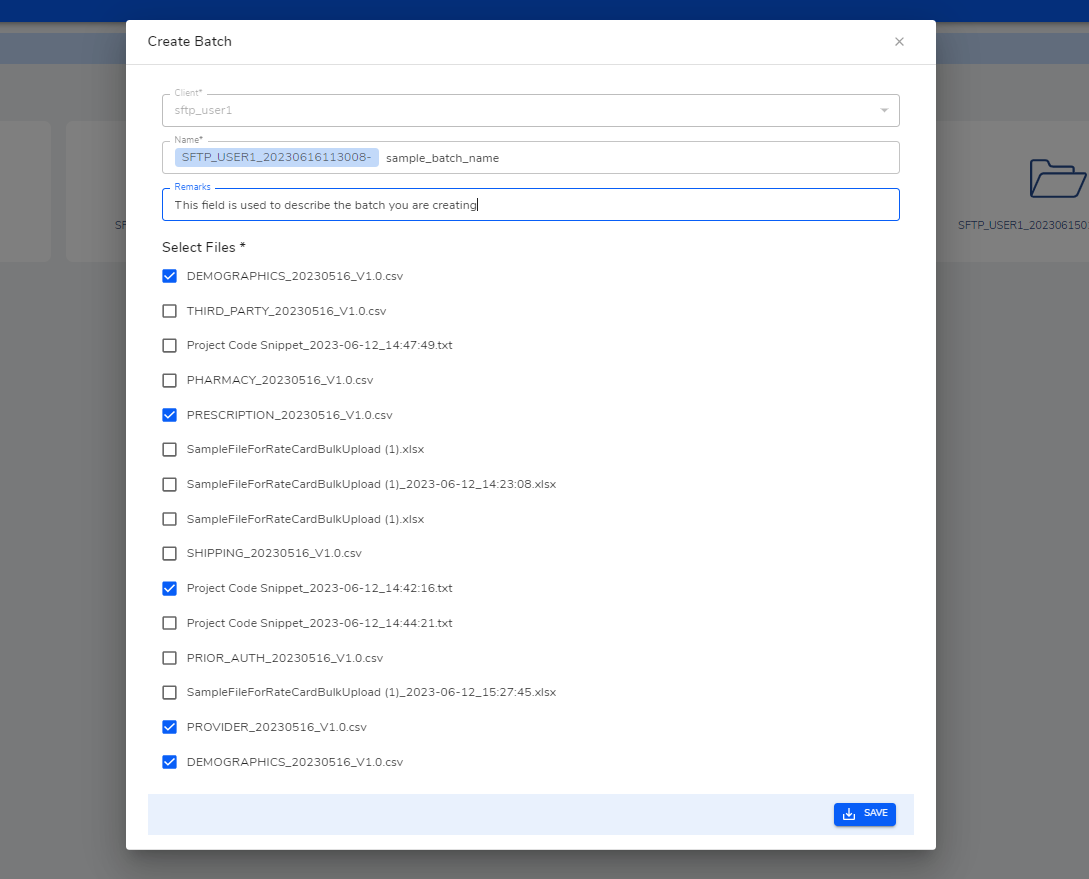 Create Batch
Client*
sftp_user1
Name*
SFTP_USER1_20230616113008- sample_batch_name
Remarks
This field is used to describe the batch you are creating
SF
SFTP_USER1_202306150
Select Files *
DEMOGRAPHICS_20230516_V1.0.csv
THIRD_PARTY_20230516_V1.0.csv
Project Code Snippet_2023-06-12_14:47:49.txt
PHARMACY_20230516_V1.0.csv
PRESCRIPTION_20230516_V1.0.csv
SampleFileForRateCardBulkUpload (1).xlsx
SampleFileForRateCardBulkUpload (1)_2023-06-12_14:23:08.xlsx
SampleFileForRateCardBulkUpload (1).xlsx
SHIPPING_20230516_V1.0.csv
Project Code Snippet_2023-06-12_14:42:16.txt
Project Code Snippet_2023-06-12_14:44:21.txt
PRIOR_AUTH_20230516_V1.0.csv
SampleFileForRateCardBulkUpload (1)_2023-06-12_15:27:45.xlsx
PROVIDER_20230516_V1.0.csv
DEMOGRAPHICS_20230516_V1.0.csv
SAVE